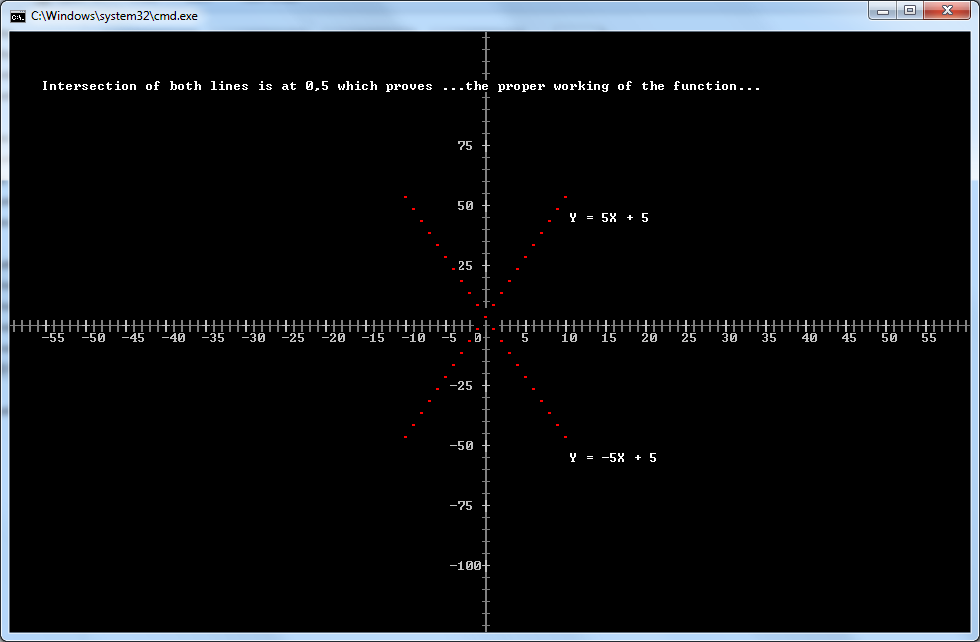 C:\Windows\system32\cmd.exe
Intersection of both lines is at 0,5 which proves ...the proper working of the function...
75
50
Y = 5X + 5
25
-55 -50 -45 -40 -35 -30 -25 -20 -15 -10 -5 0 5 10 15 20 25 30 35 40 45 50 55
-25
-50
Y = -5X + 5
-75
-100